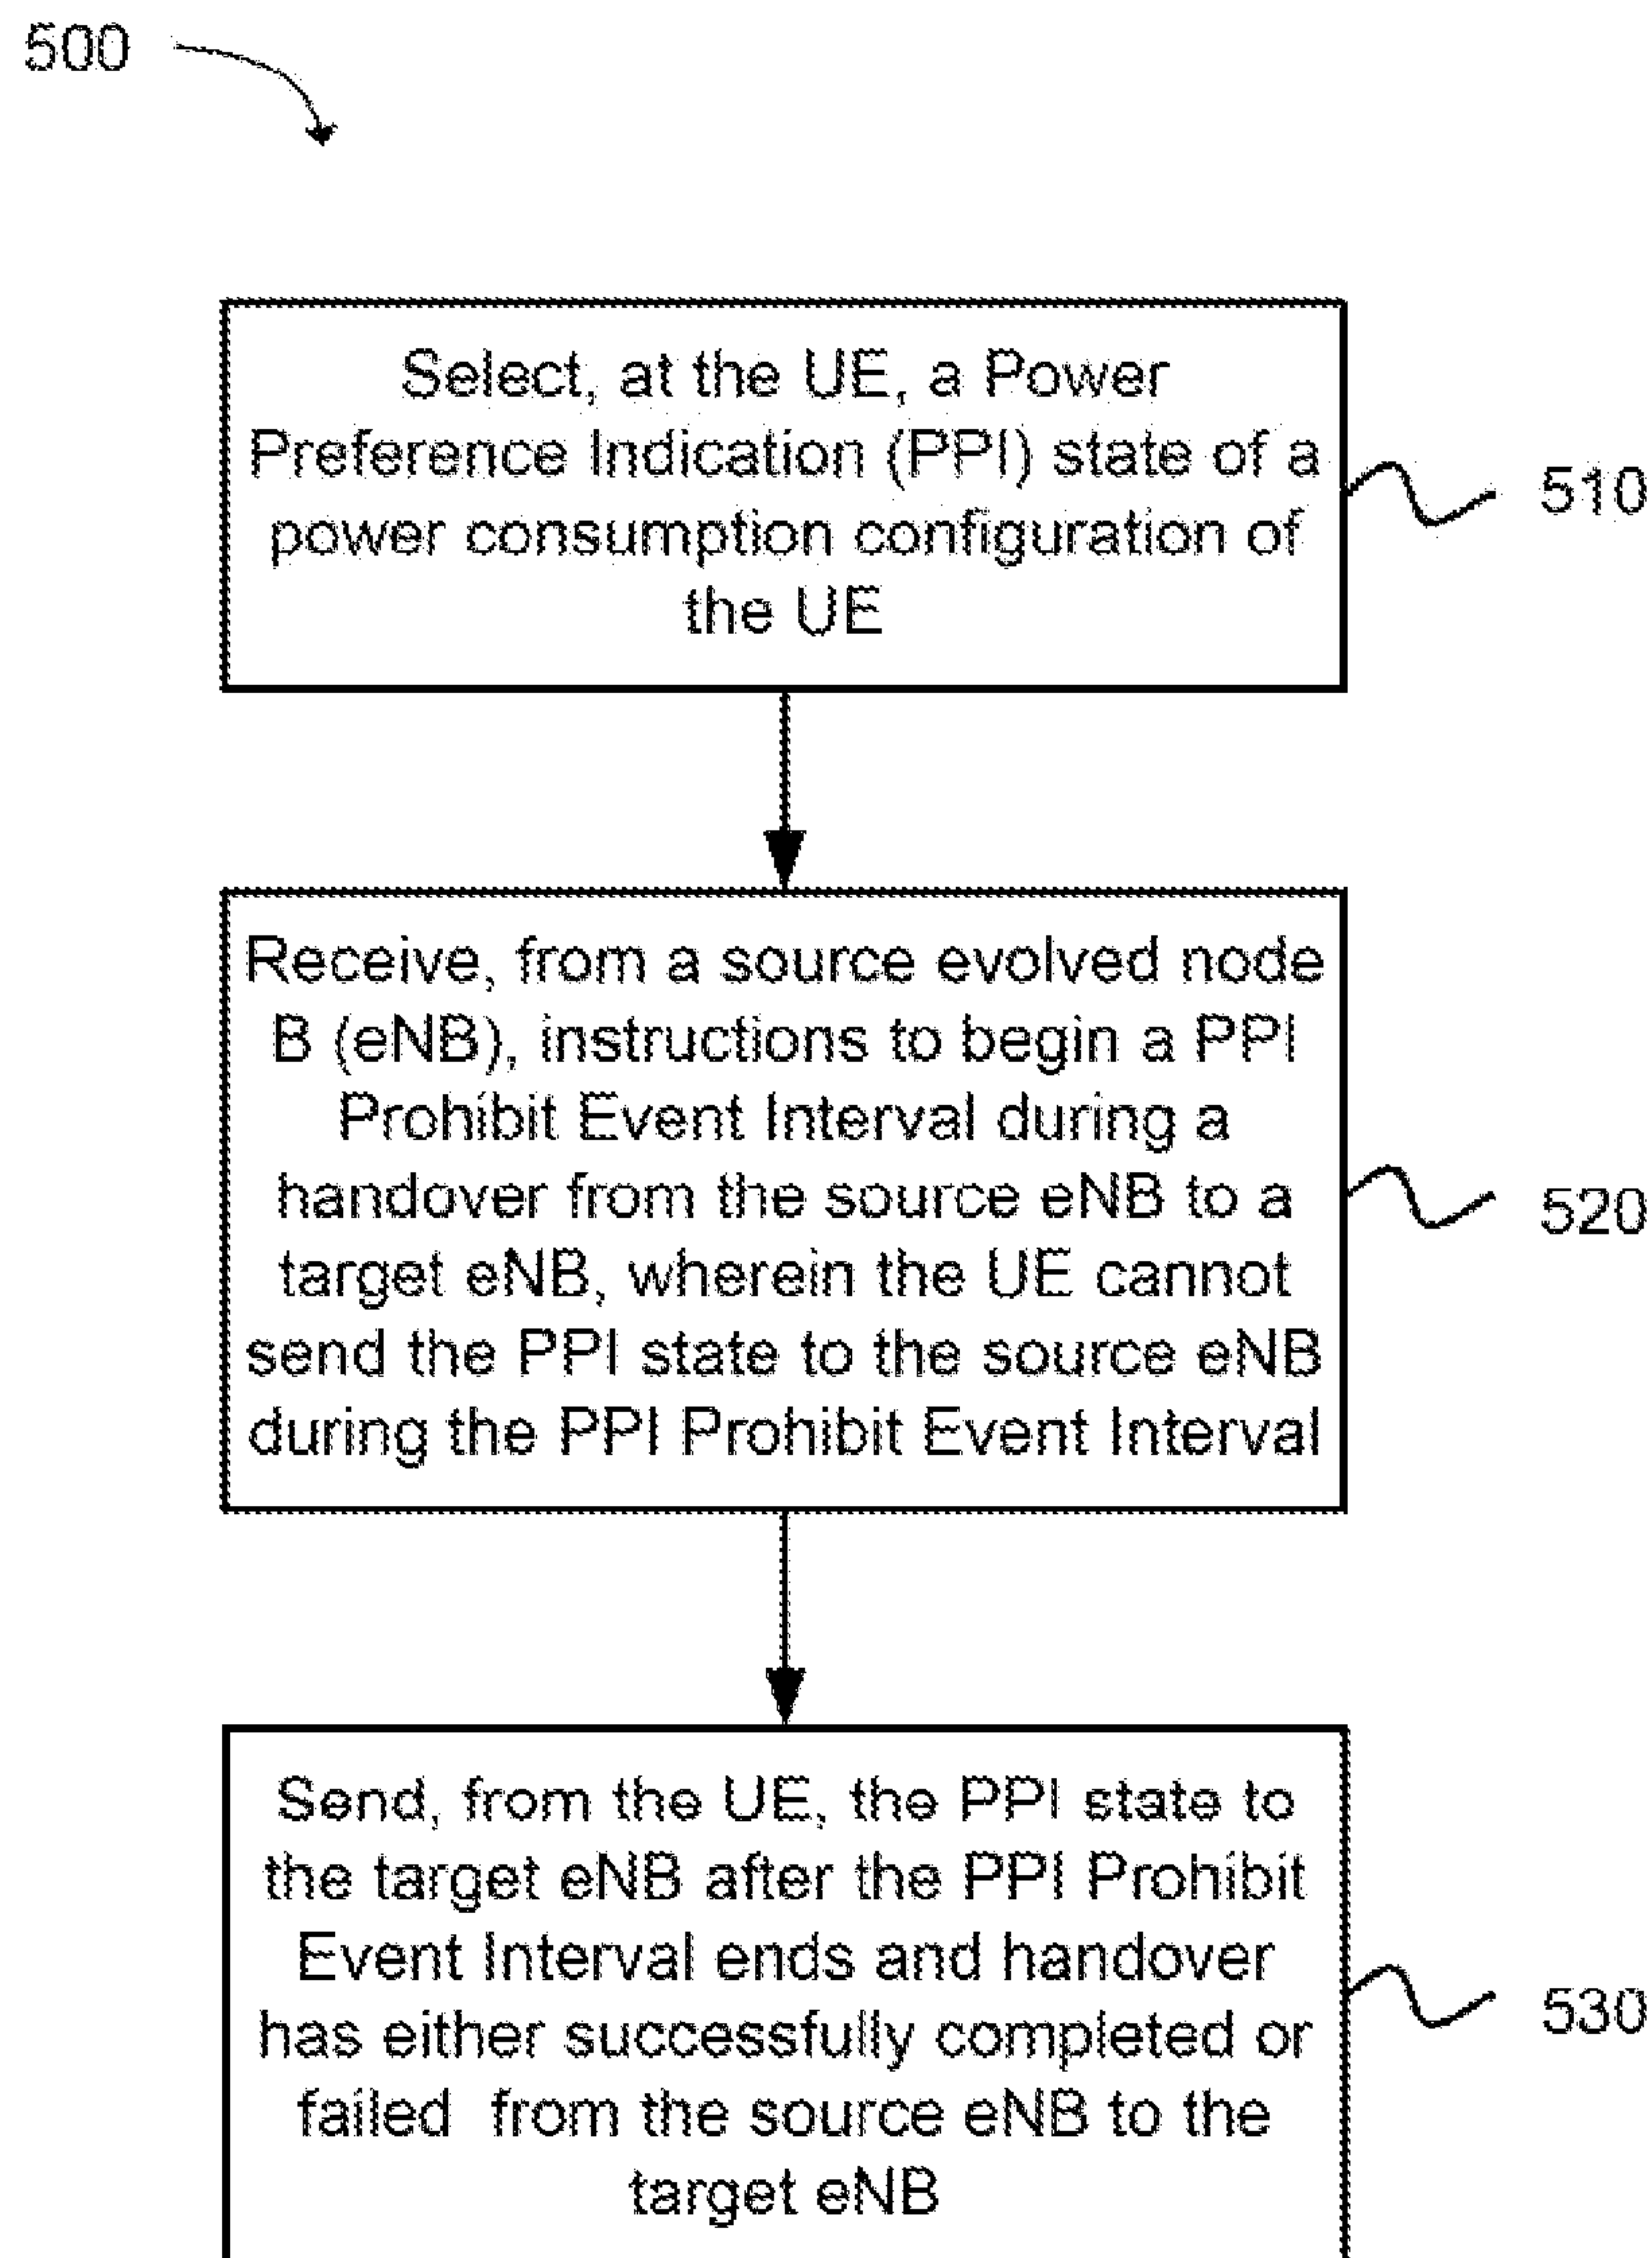 500
Select, at the UE, a Power
Preference Indication (PPI) state of a
power consumption configuration of
the UE
510
Receive, from a source evolved node
B (eNB), instructions to begin a PPI
Prohibit Event Interval during a
handover from the source eNB to a
target eNB, wherein the UE cannot
send the PPI state to the source eNB
during the PPI Prohibit Event Interval
520
Send, from the UE, the PPI state to
the target eNB after the PPI Prohibit
Event Interval ends and handover
has either successfully completed or
failed from the source eNB to the
target eNB
530